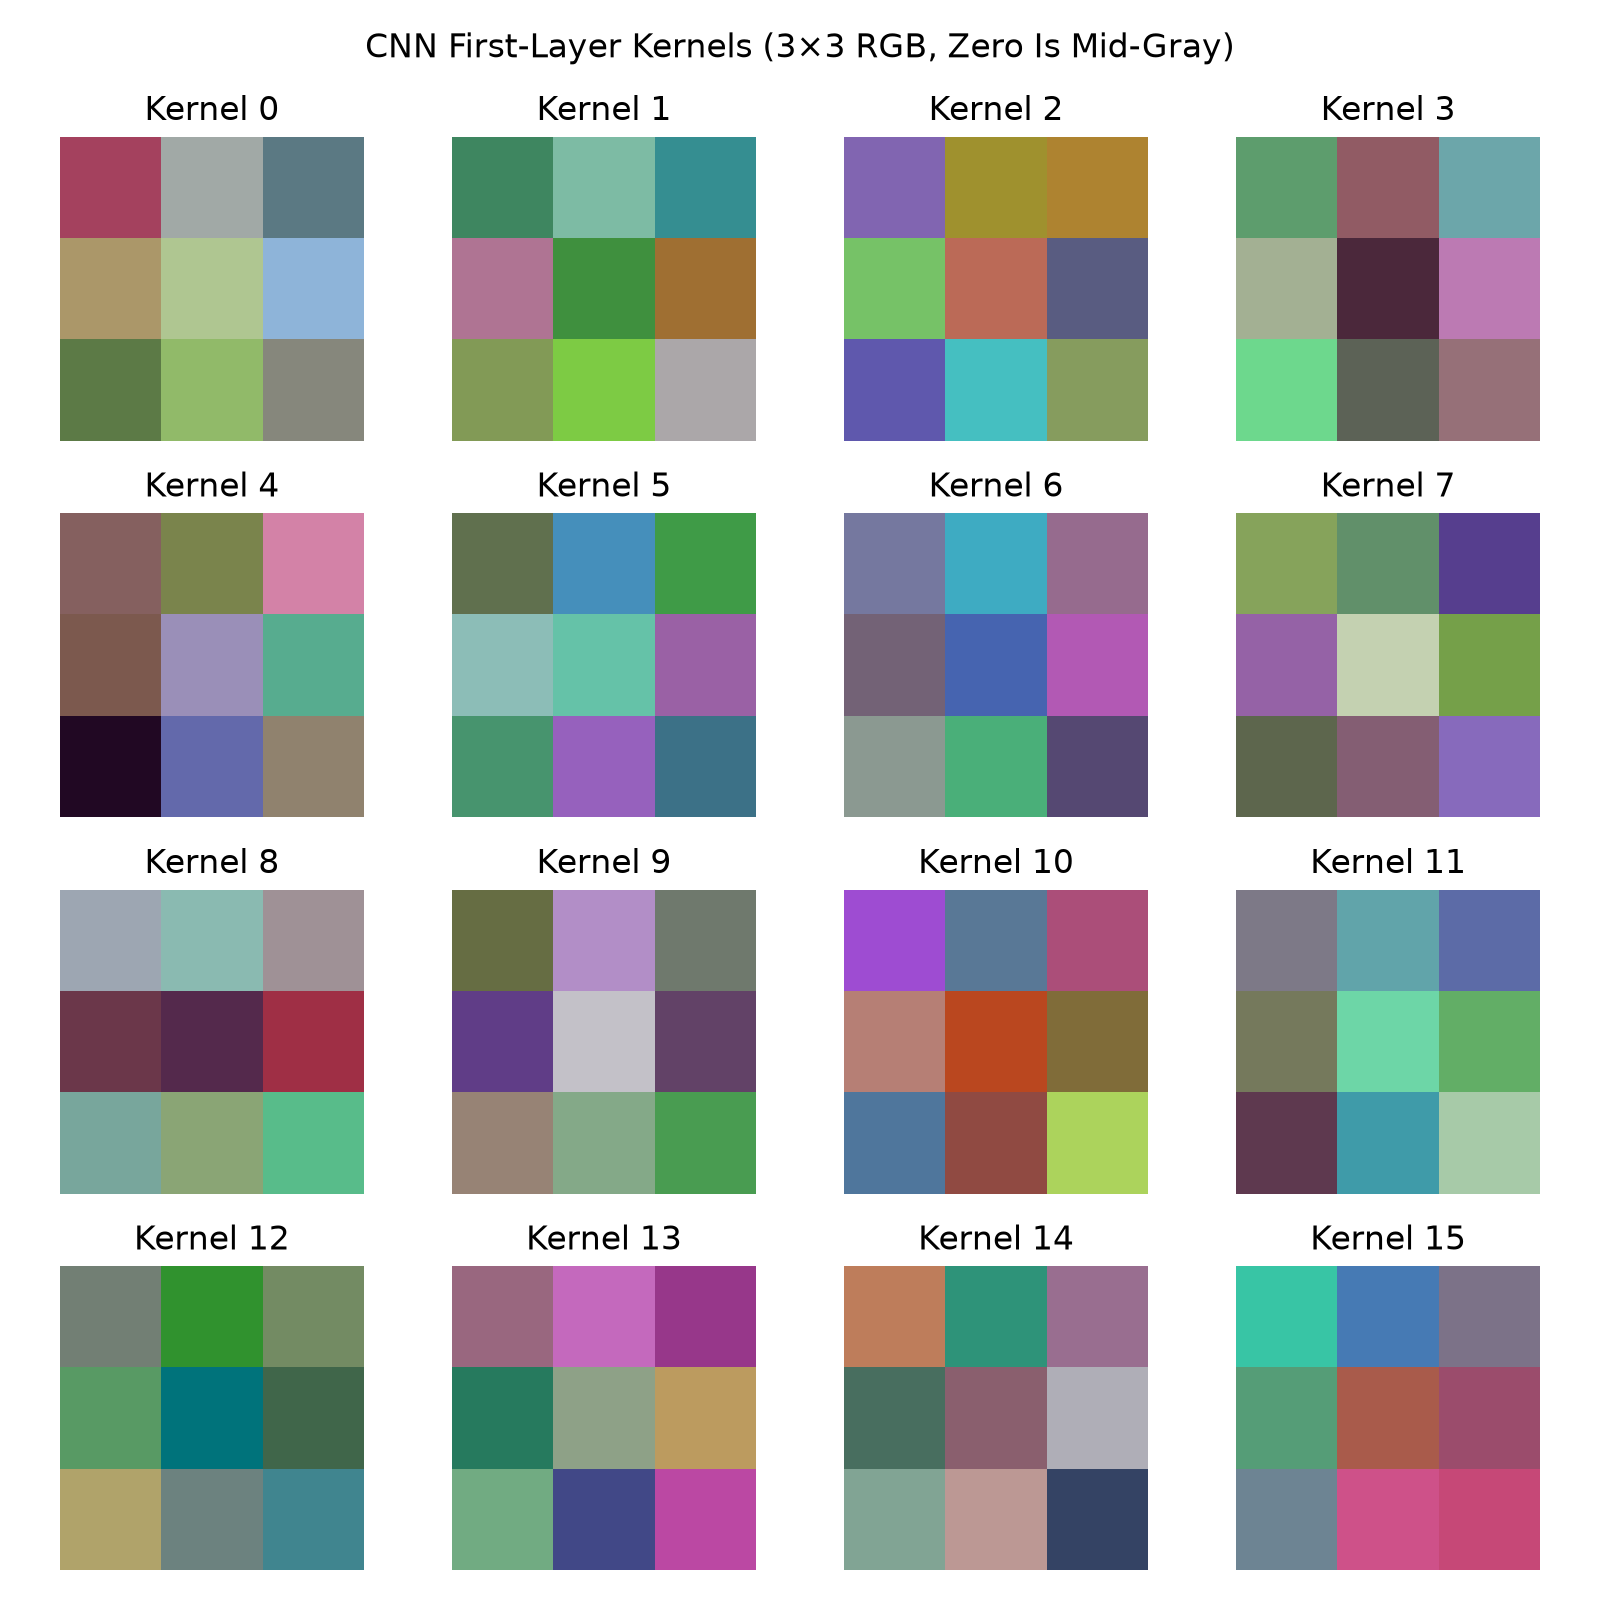 CNN First-Layer Kernels (3×3 RGB, Zero Is Mid-Gray)
Kernel 0
Kernel 1
Kernel 2
Kernel 3
Kernel 4
Kernel 5
Kernel 6
Kernel 7
Kernel 8
Kernel 9
Kernel 10
Kernel 11
Kernel 12
Kernel 13
Kernel 14
Kernel 15